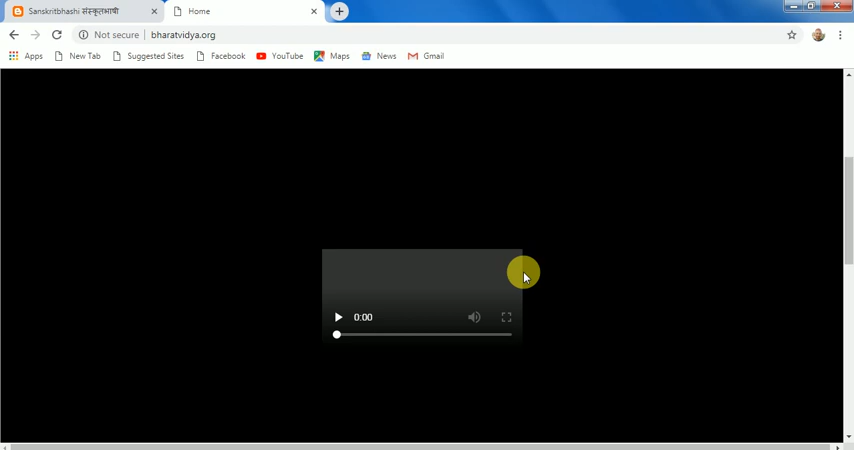 Sanskritbhashi संस्कृतभाषी Home
Not secure bharatvidya.org
Apps New Tab Suggested Sites Facebook YouTube Maps News Gmail
0:00